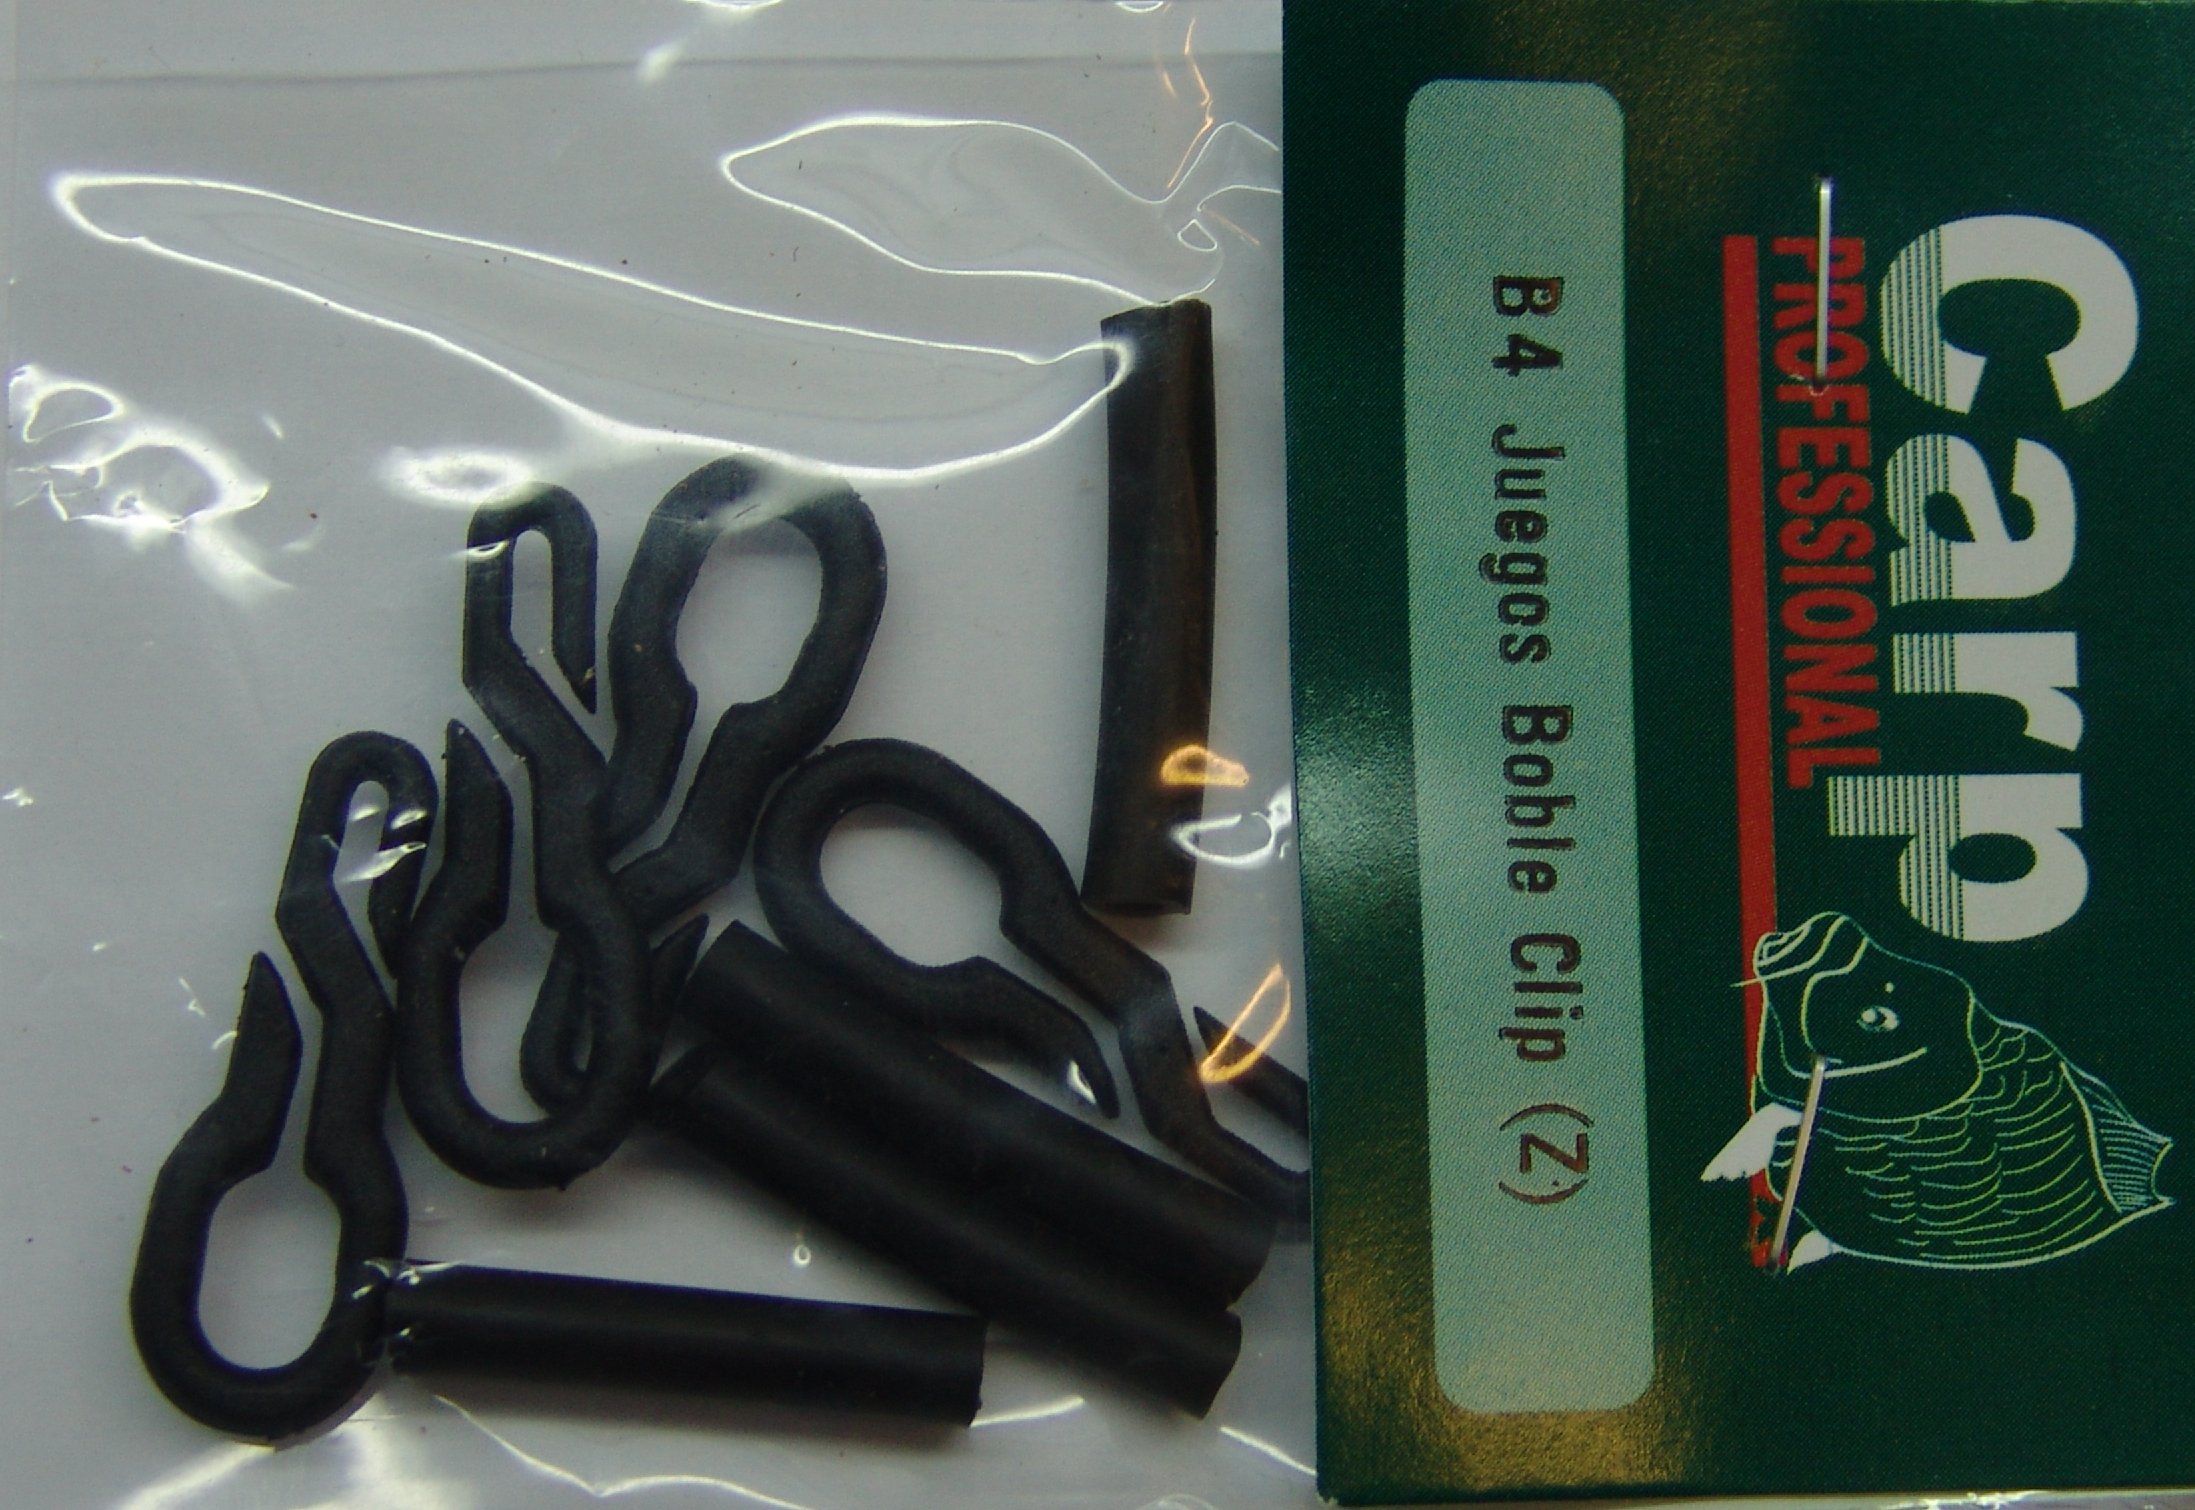 Carp
PROFESSIONAL
B4 Juegos Boble Clip (Z)